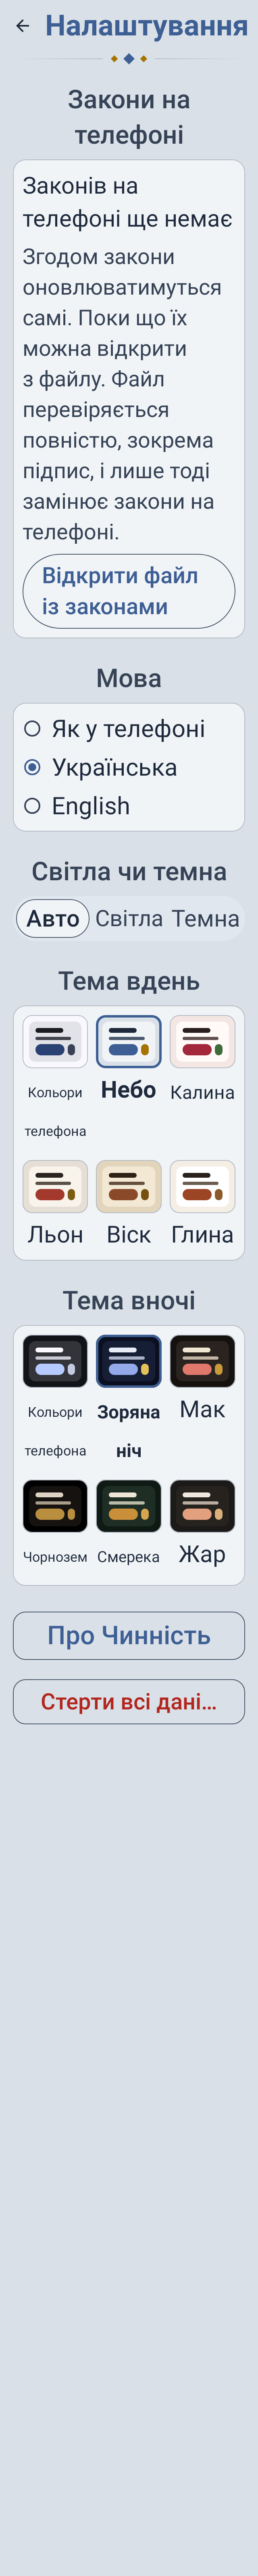 Налаштування
Закони на
телефоні
Законів на
телефоні ще немає
Згодом закони
оновлюватимуться
самі. Поки що їх
можна відкрити
з файлу. Файл
перевіряється
повністю, зокрема
підпис, і лише тоді
замінює закони на
телефоні.
Відкрити файл
із законами
Мова
Як у телефоні
Українська
English
Світла чи темна
Авто Світла Темна
Тема вдень
Кольори телефона
Небо
Калина
Льон
Віск
Глина
Тема вночі
Кольори телефона
Зоряна ніч
Мак
Чорнозем
Смерека
Жар
Про Чинність
Стерти всі дані…